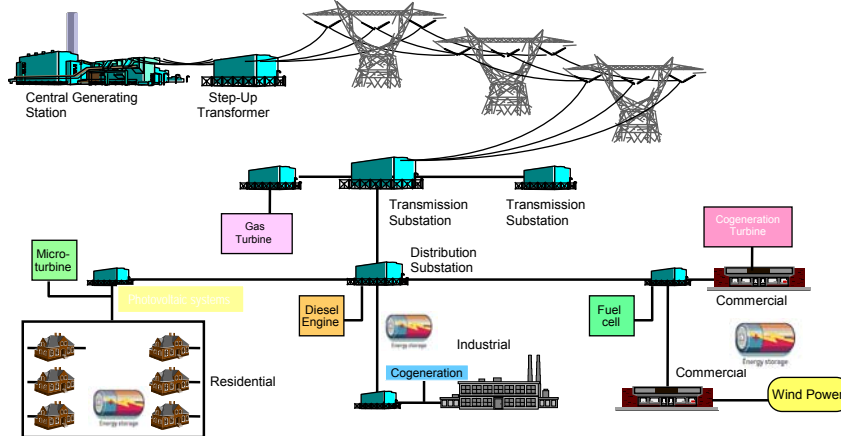 Central Generating
Station
Step-Up
Transformer
Gas
Turbine
Transmission
Substation
Transmission
Substation
Cogeneration
Turbine
Micro-
turbine
Distribution
Substation
Photovoltaic systems
Diesel
Engine
Fuel
cell
Commercial
Energy storage
Industrial
Energy storage
Residential
Cogeneration
Commercial
Energy storage
Wind Power